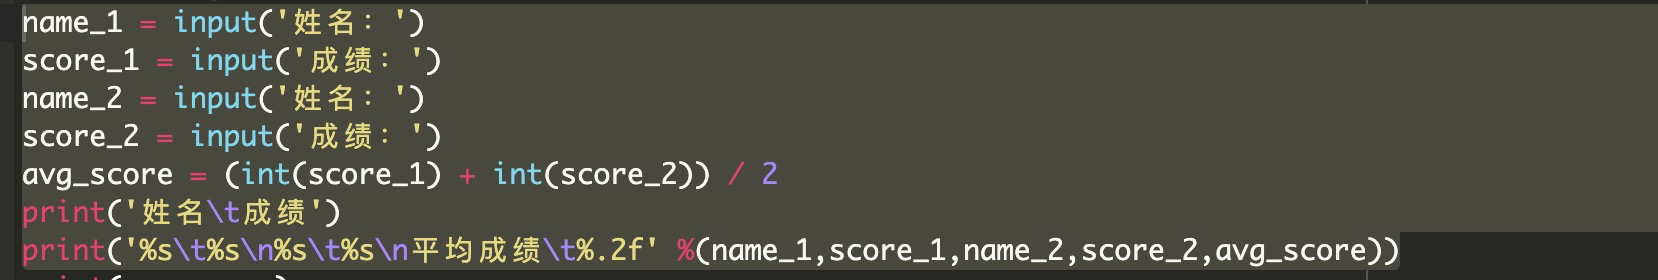 name_1 = input('姓名：')
score_1 = input('成绩：')
name_2 = input('姓名：')
score_2 = input('成绩：')
avg_score = (int(score_1) + int(score_2)) / 2
print('姓名\t成绩')
print('%s\t%s\n%s\t%s\n平均成绩\t%.2f' %(name_1,score_1,name_2,score_2,avg_score))